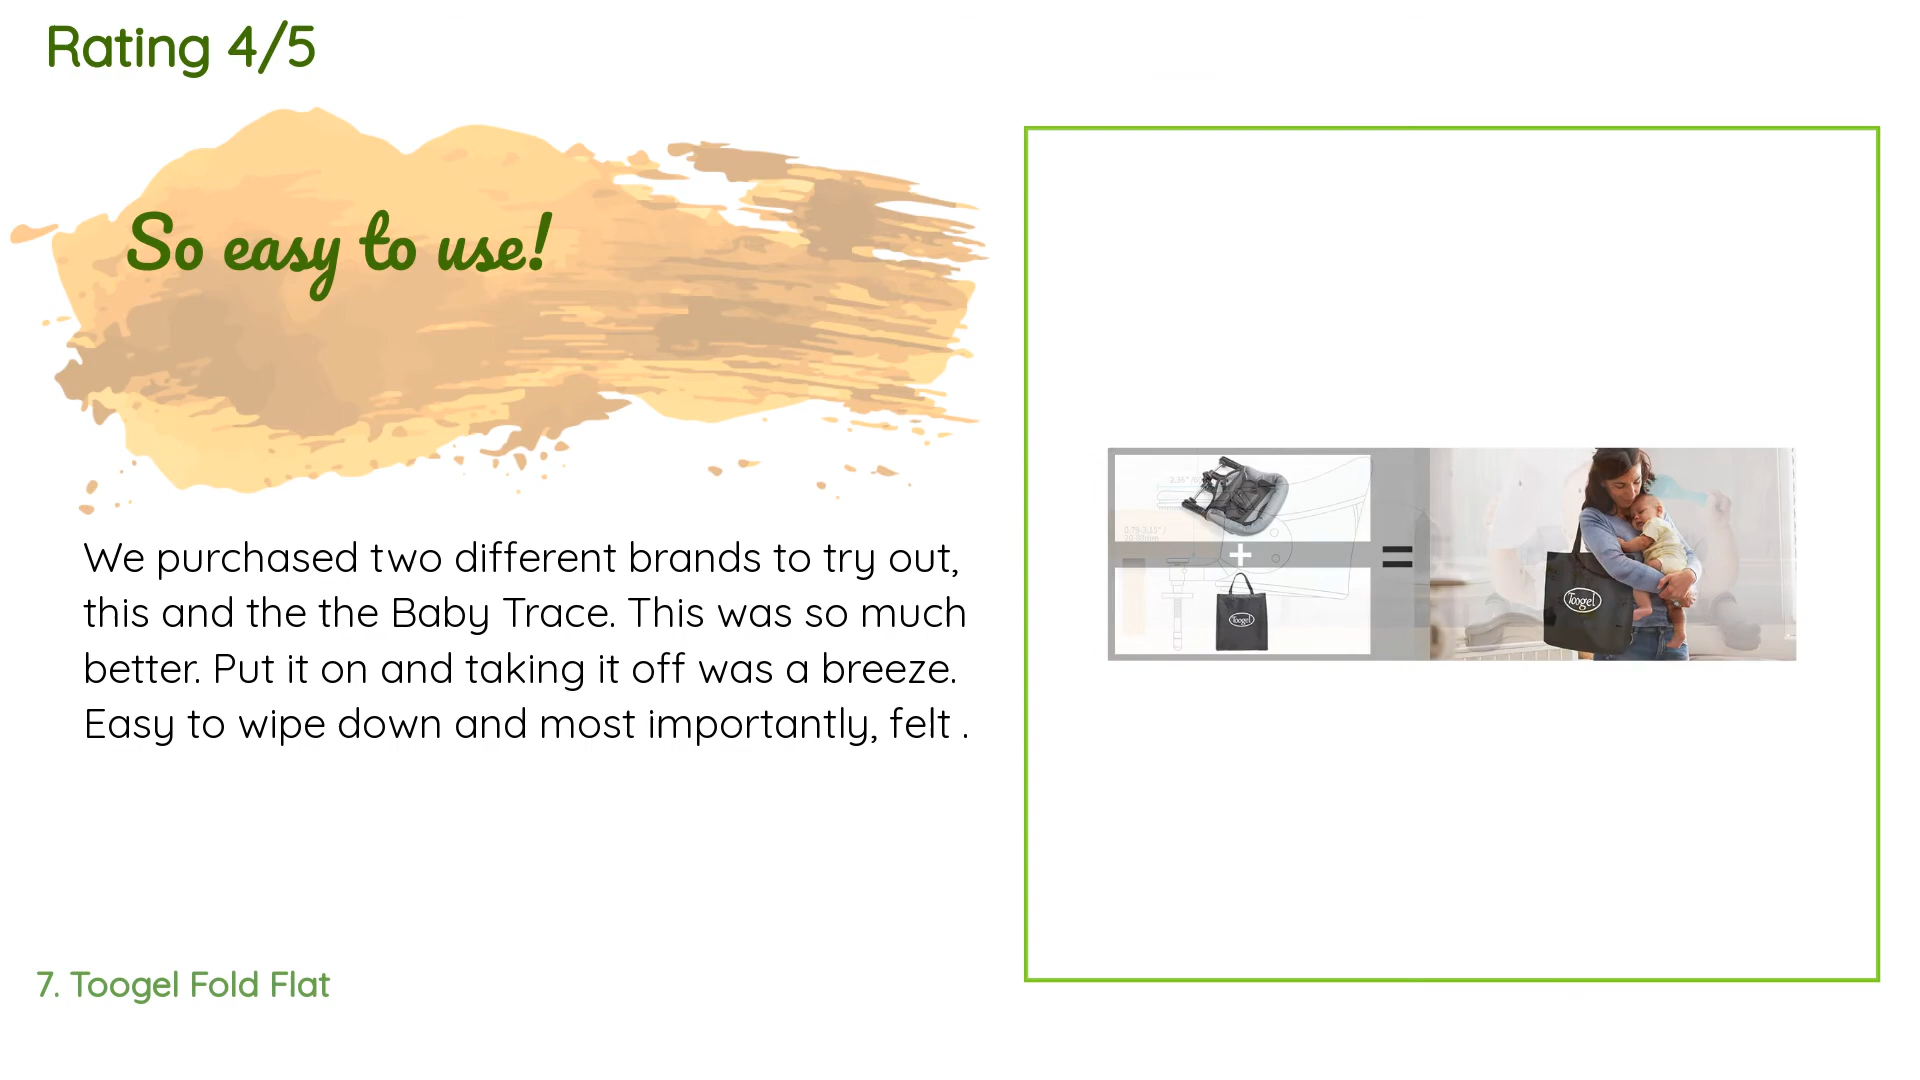 Rating 4/5
So easy to use!
We purchased two different brands to try out,
this and the the Baby Trace. This was so much
better. Put it on and taking it off was a breeze.
Easy to wipe down and most importantly, felt .
+
=
Toogel
Toogel
7. Toogel Fold Flat